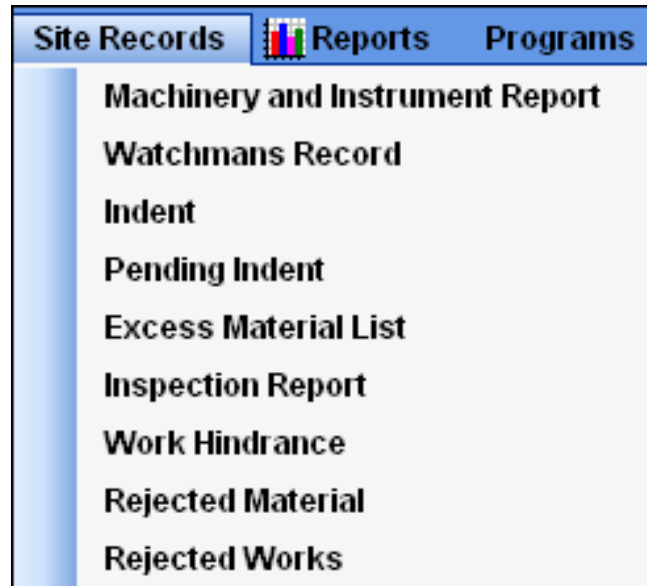 Site Records Reports Programs
Machinery and Instrument Report
Watchmans Record
Indent
Pending Indent
Excess Material List
Inspection Report
Work Hindrance
Rejected Material
Rejected Works